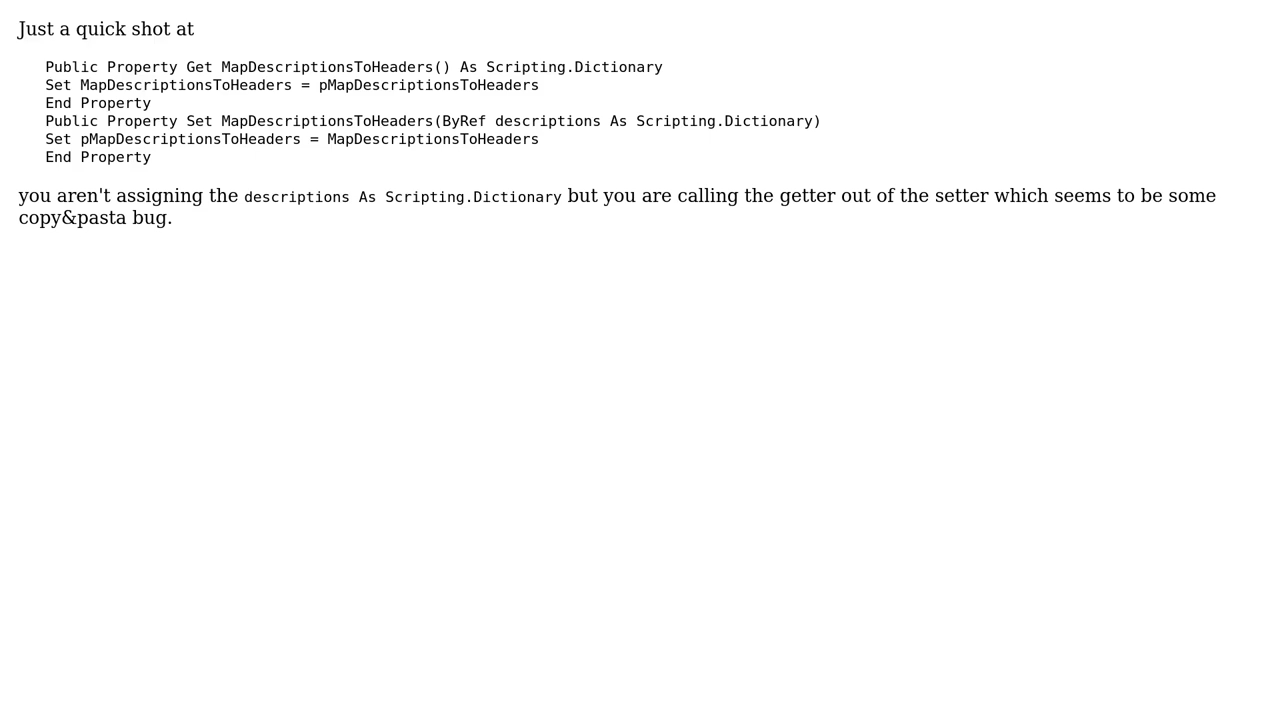 Just a quick shot at
Public Property Get MapDescriptionsToHeaders() As Scripting.Dictionary
Set MapDescriptionsToHeaders = pMapDescriptionsToHeaders
End Property
Public Property Set MapDescriptionsToHeaders(ByRef descriptions As Scripting.Dictionary)
Set pMapDescriptionsToHeaders = MapDescriptionsToHeaders
End Property
you aren't assigning the descriptions As Scripting.Dictionary but you are calling the getter out of the setter which seems to be some
copy&pasta bug.